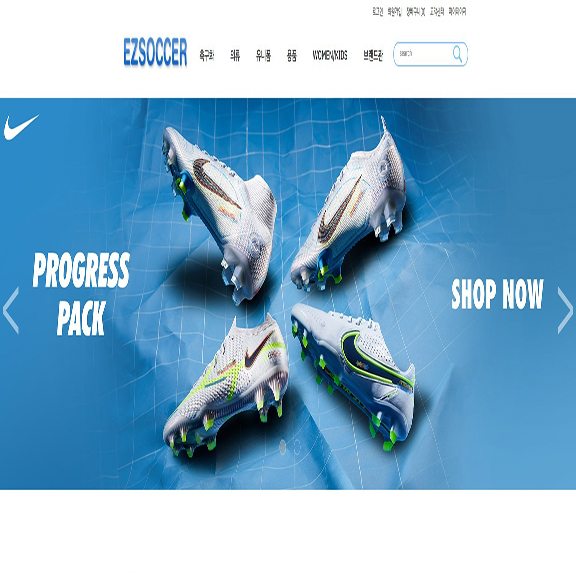 로그인 회원가입 장바구니(0) 고객센터 마이페이지
EZSOCCER 축구화 의류 유니폼 용품 WOMEN/KIDS 브랜드관 search
PROGRESS
PACK
SHOP NOW